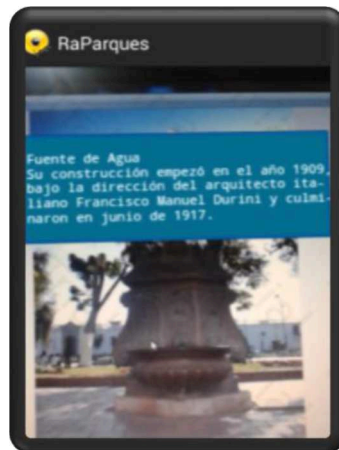 RaParques
Fuente de Agua
Su construcción empezó en el año 1909,
bajo la dirección del arquitecto ita-
liano Francisco Manuel Durini y culmi-
naron en junio de 1917.